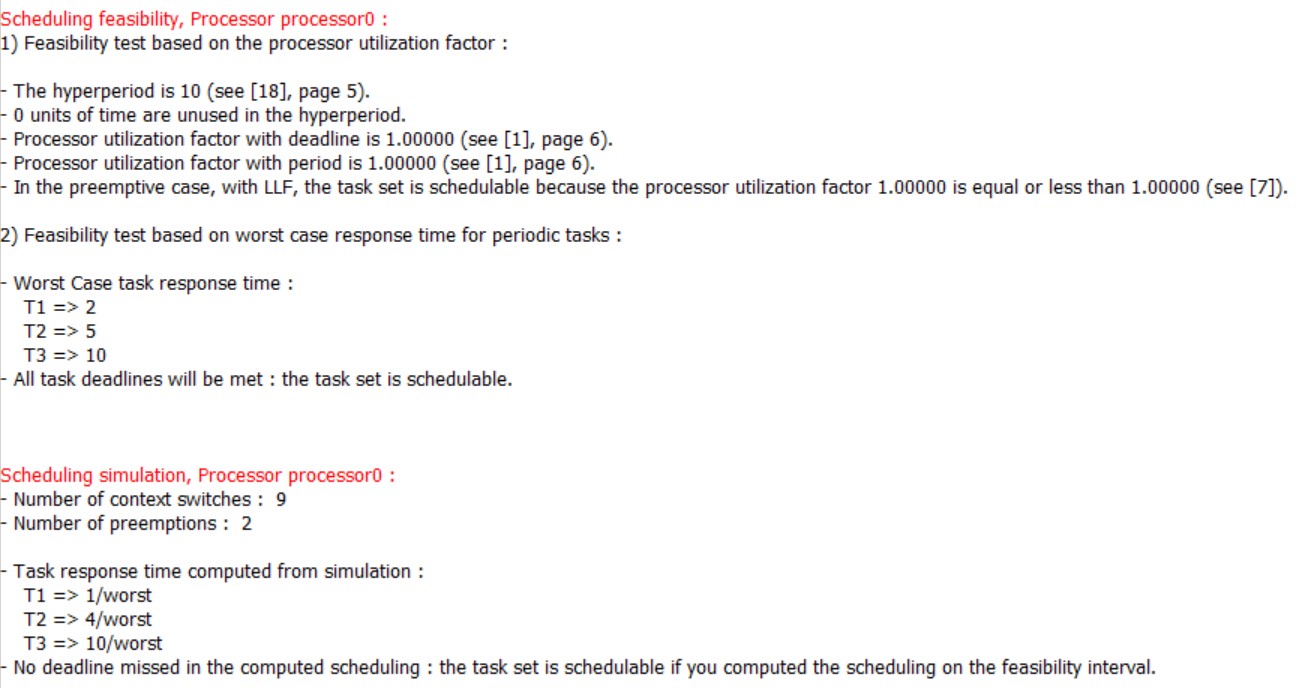 Scheduling feasibility, Processor processor0 :
1) Feasibility test based on the processor utilization factor :
- The hyperperiod is 10 (see [18], page 5).
- 0 units of time are unused in the hyperperiod.
- Processor utilization factor with deadline is 1.00000 (see [1], page 6).
- Processor utilization factor with period is 1.00000 (see [1], page 6).
- In the preemptive case, with LLF, the task set is schedulable because the processor utilization factor 1.00000 is equal or less than 1.00000 (see [7]).
2) Feasibility test based on worst case response time for periodic tasks :
- Worst Case task response time :
T1 => 2
T2 => 5
T3 => 10
- All task deadlines will be met : the task set is schedulable.
Scheduling simulation, Processor processor0 :
- Number of context switches :  9
- Number of preemptions :  2
- Task response time computed from simulation :
T1 => 1/worst
T2 => 4/worst
T3 => 10/worst
- No deadline missed in the computed scheduling : the task set is schedulable if you computed the scheduling on the feasibility interval.